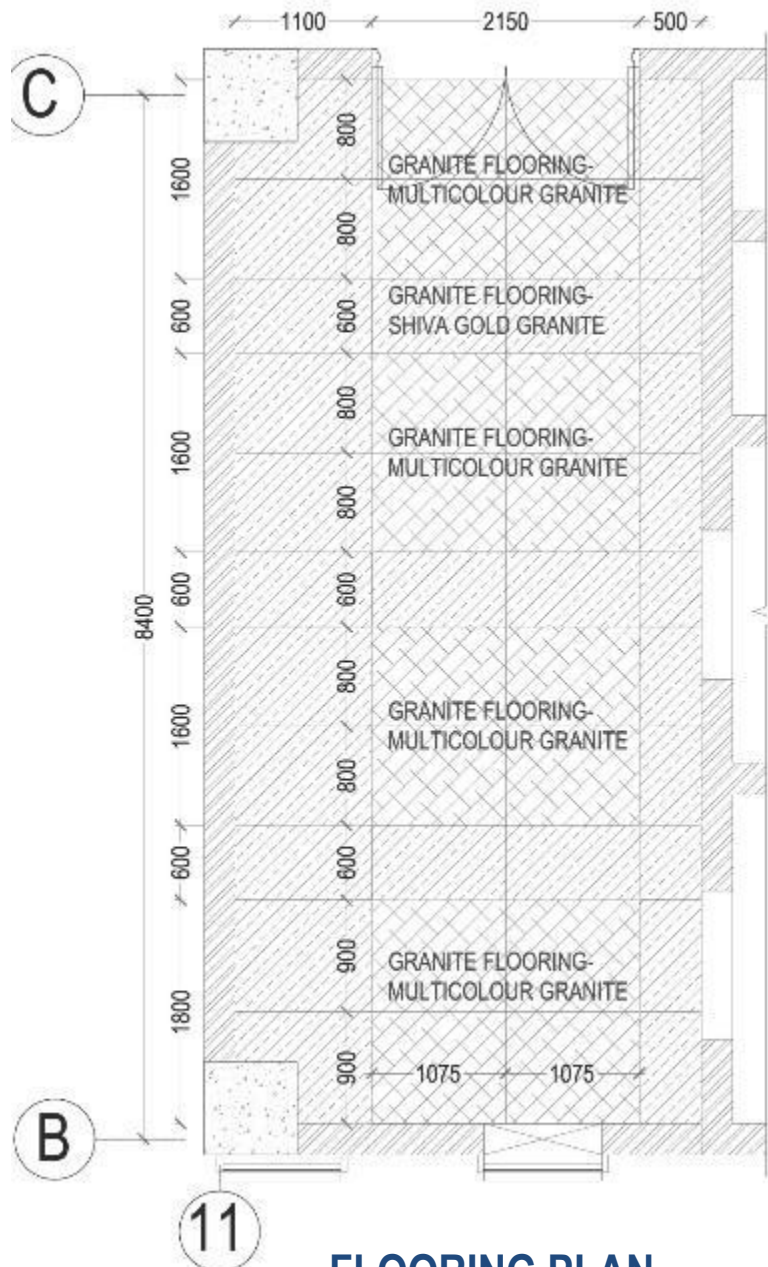 1100 2150 500
C
800
1600
GRANITE FLOORING-
MULTICOLOUR GRANITE
800
GRANITE FLOORING-
SHIVA GOLD GRANITE
600 600
800
1600
GRANITE FLOORING-
MULTICOLOUR GRANITE
800
600 600
8400
800
1600
GRANITE FLOORING-
MULTICOLOUR GRANITE
800
600 600
900
GRANITE FLOORING-
MULTICOLOUR GRANITE
1800
900 1075 1075
B
11
FLOORING PLAN